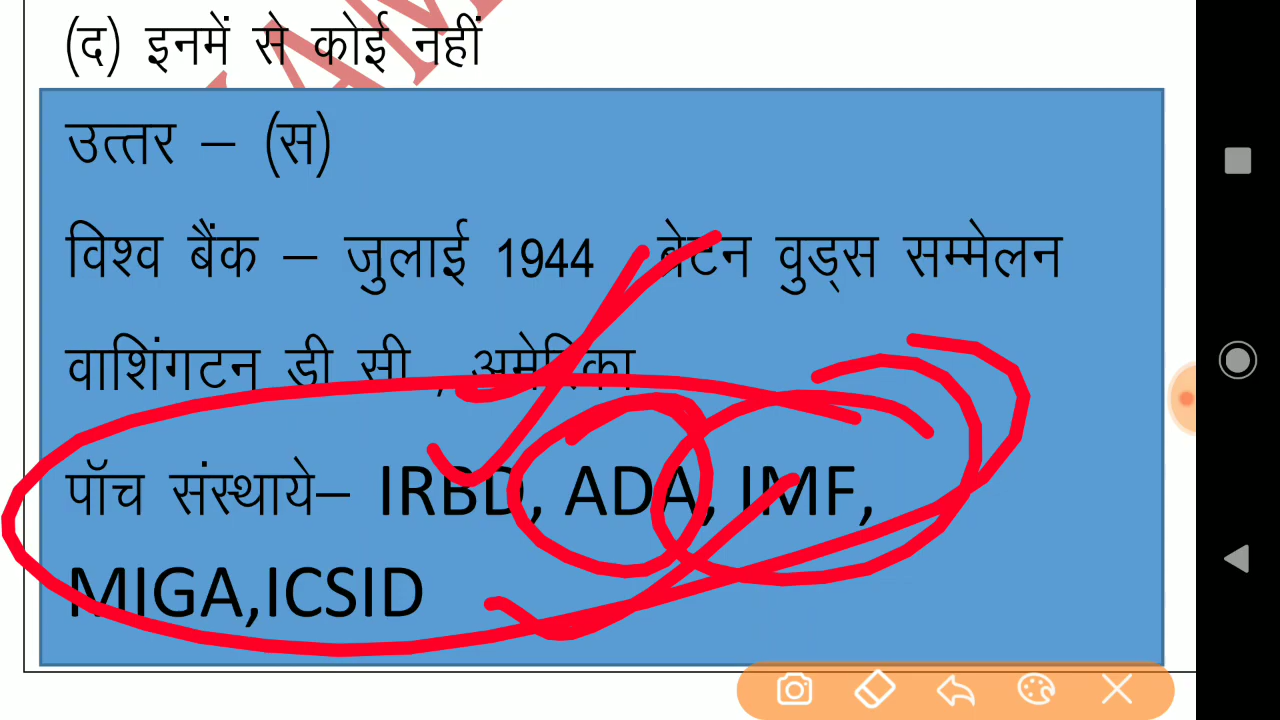 (द) इनमें से कोई नहीं
उत्तर – (स)
विश्व बैंक – जुलाई 1944 बेटन वुड्स सम्मेलन
वाशिंगटन डी सी , अमेरिका
पाॅच संस्थाये– IRBD, ADA, IMF,
MIGA,ICSID